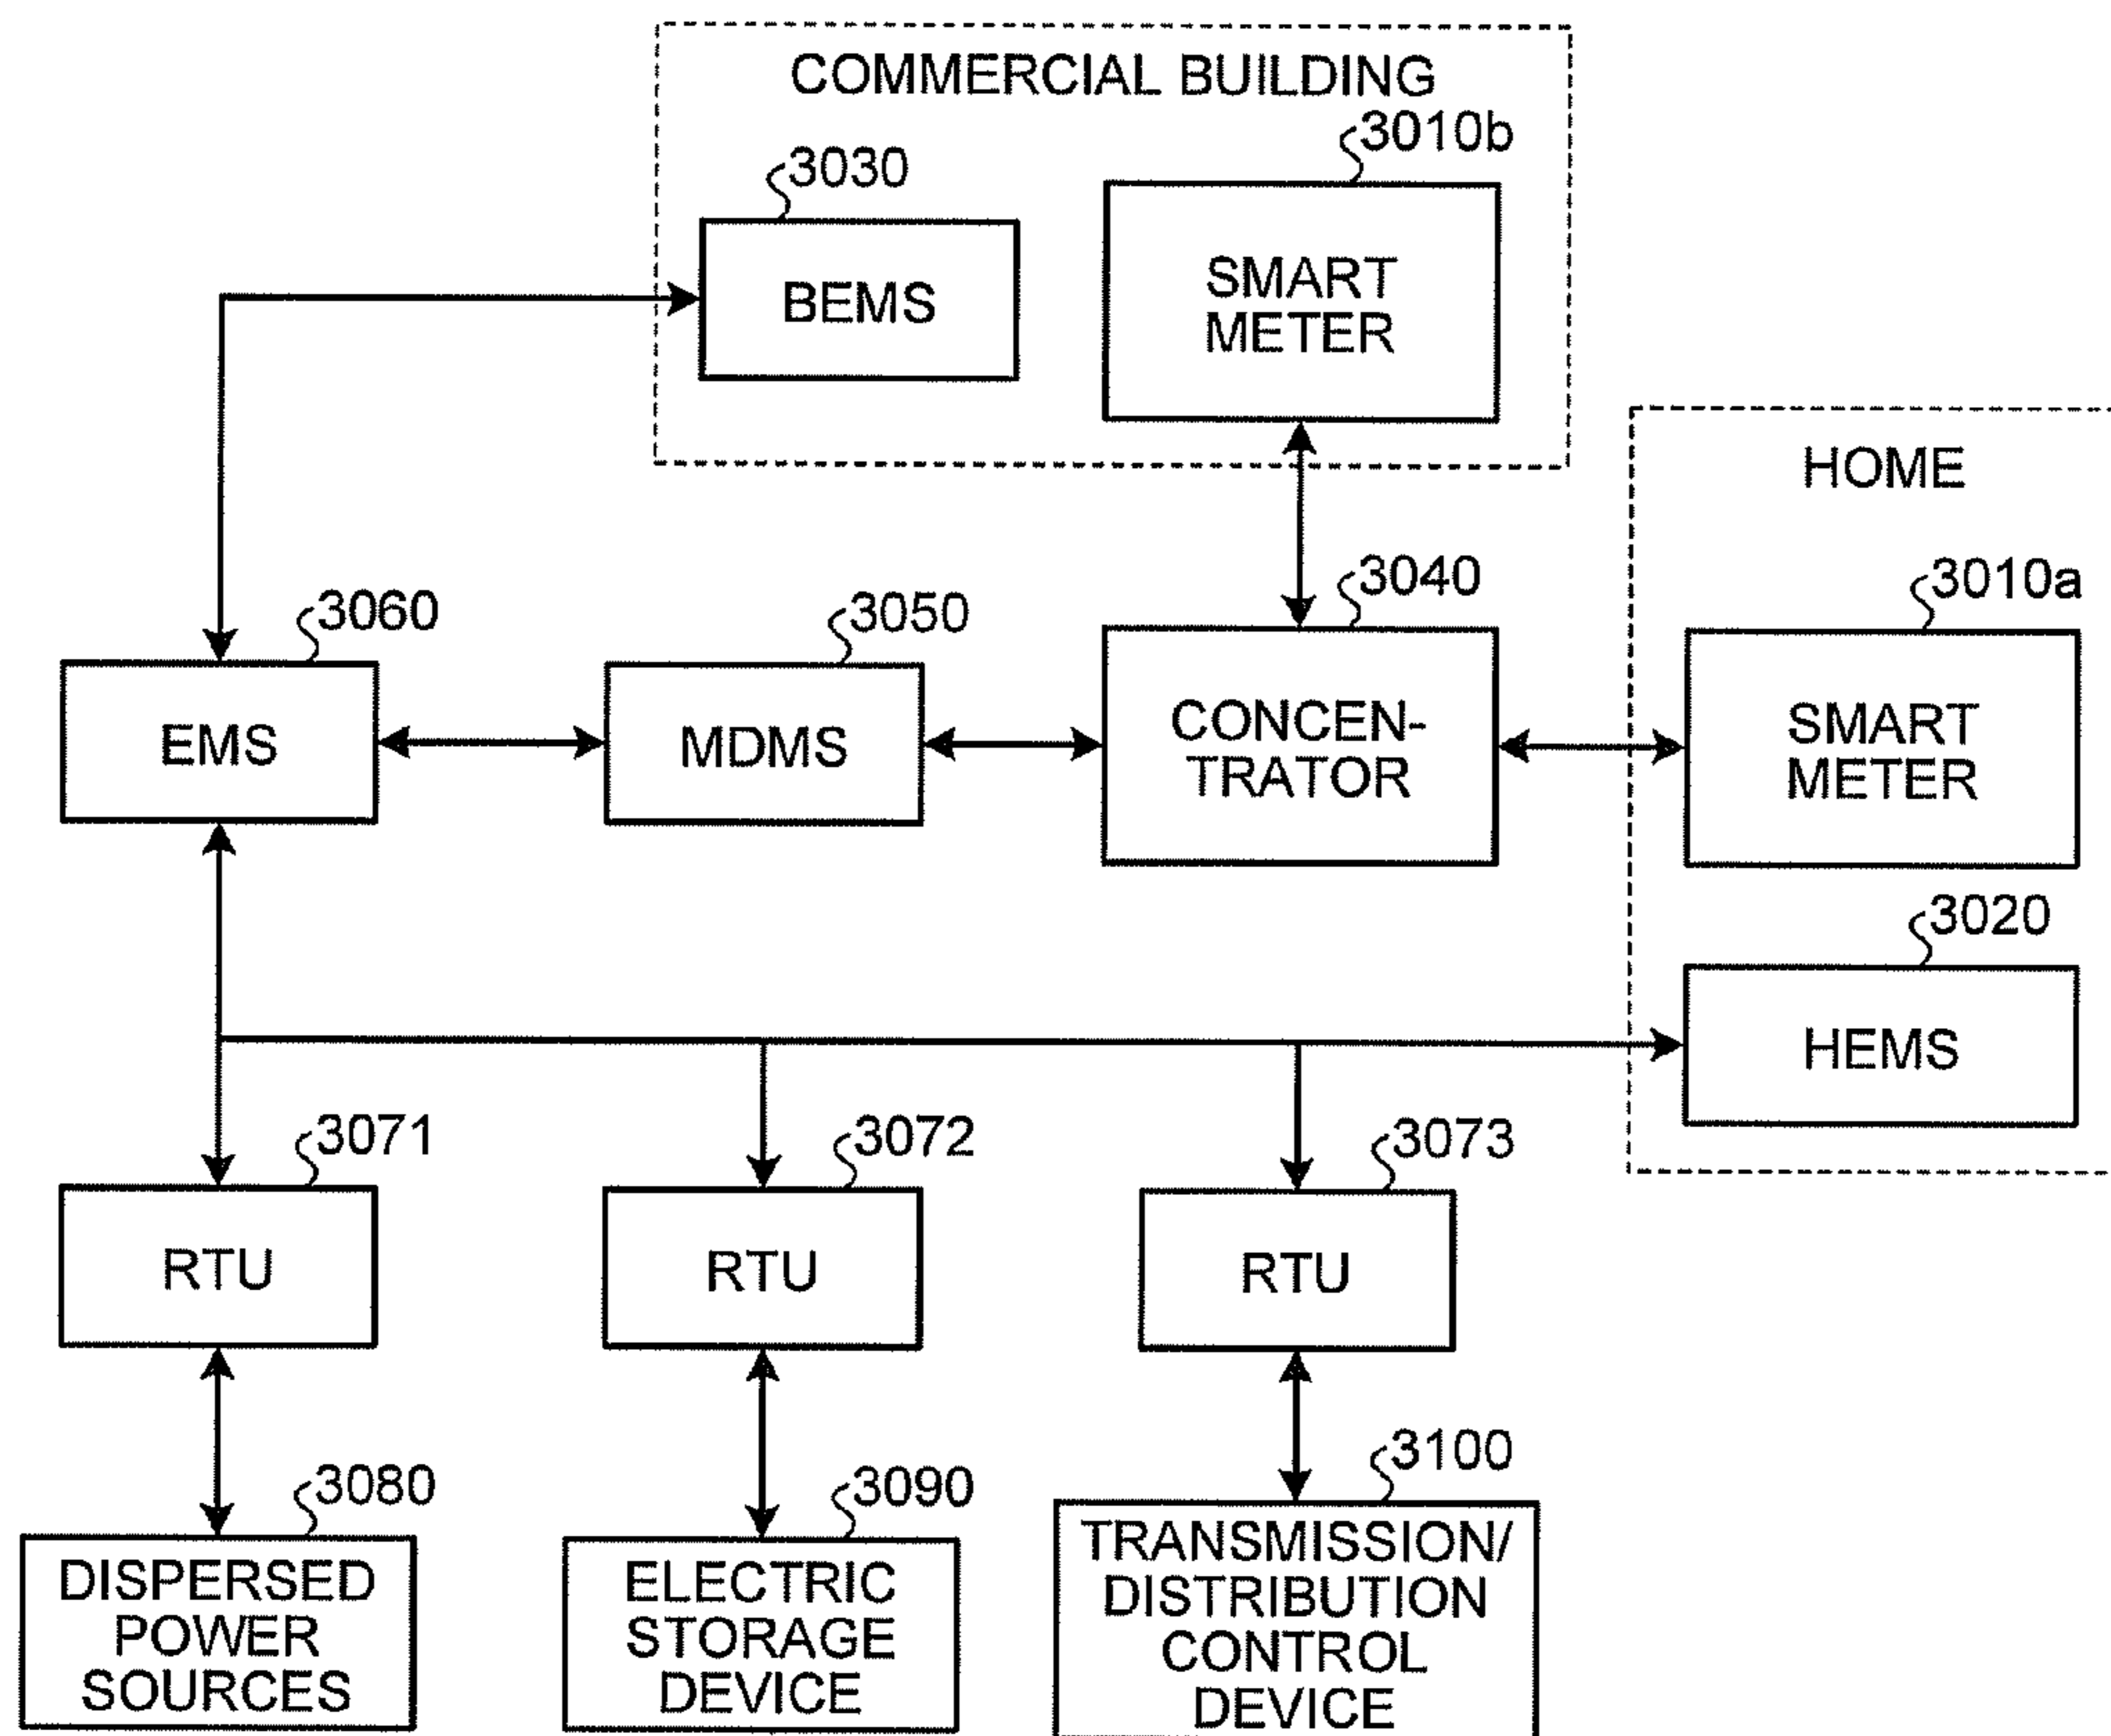 COMMERCIAL BUILDING
3010b
3030
BEMS
SMART
METER
HOME
3060
3050
3040
3010a
EMS
MDMS
CONCEN-
TRATOR
SMART
METER
3020
HEMS
3071
3072
3073
RTU
RTU
RTU
3080
3090
3100
DISPERSED
POWER
SOURCES
ELECTRIC
STORAGE
DEVICE
TRANSMISSION/
DISTRIBUTION
CONTROL
DEVICE